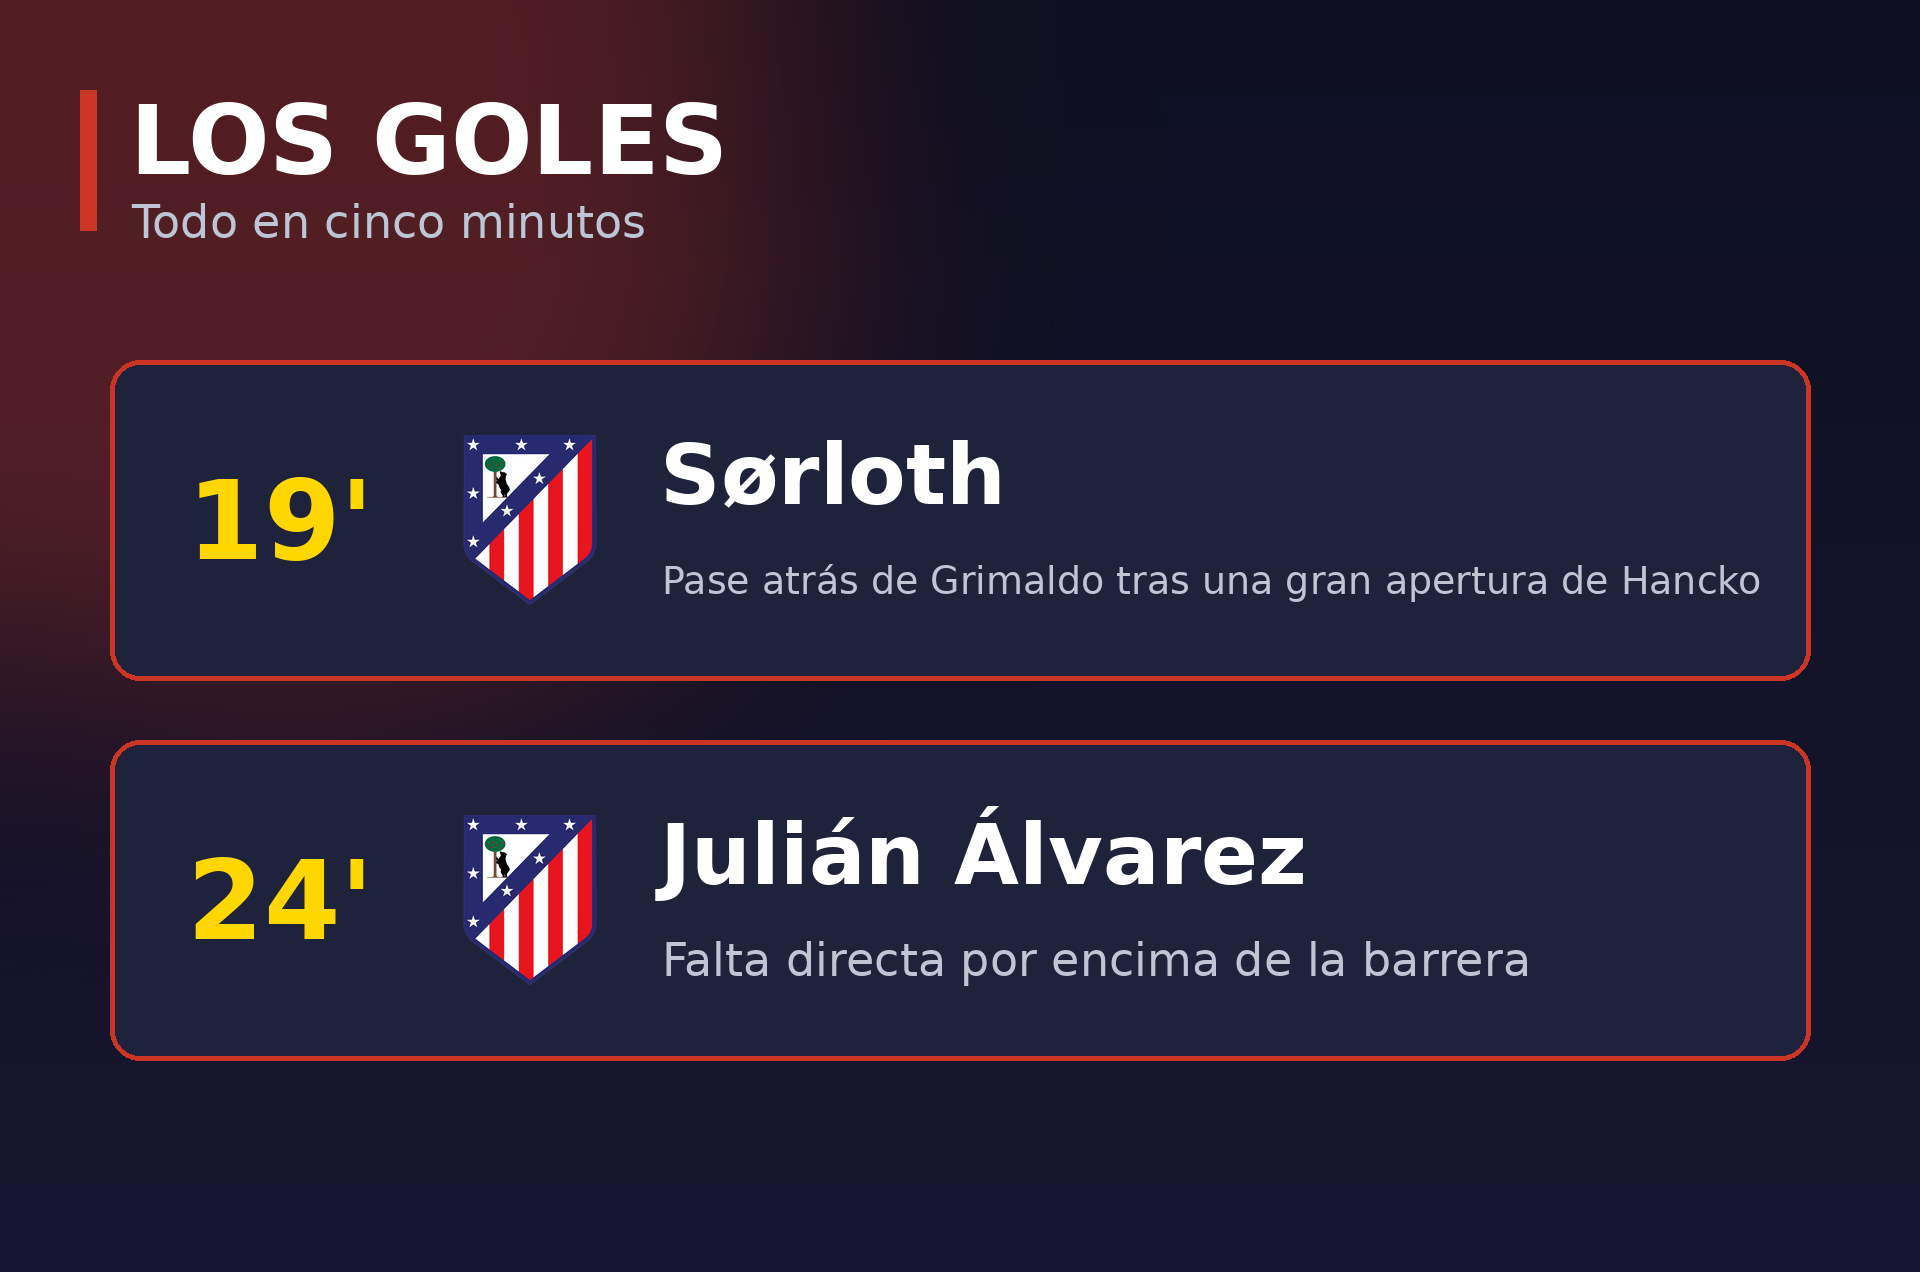 LOS GOLES
Todo en cinco minutos
19'
Sørloth
Pase atrás de Grimaldo tras una gran apertura de Hancko
24'
Julián Álvarez
Falta directa por encima de la barrera